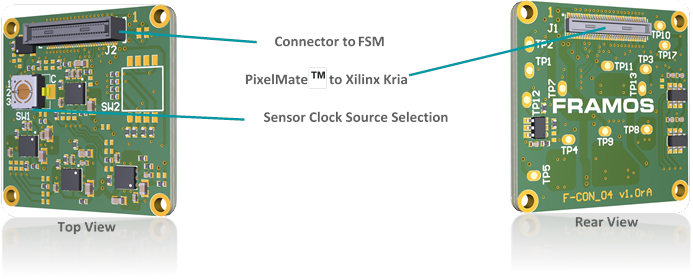 1
J2
Connector to FSM
PixelMate ™ to Xilinx Kria
Sensor Clock Source Selection
C
1
2
3
SW1
SW2
Top View
1
J1
TP10
TP2
TP17
TP1
TP11
TP3
TP13
TP7
TP12
FRAMOS
TP8
TP9
TP4
TP5
F-CON_04 v1.0rA
Rear View